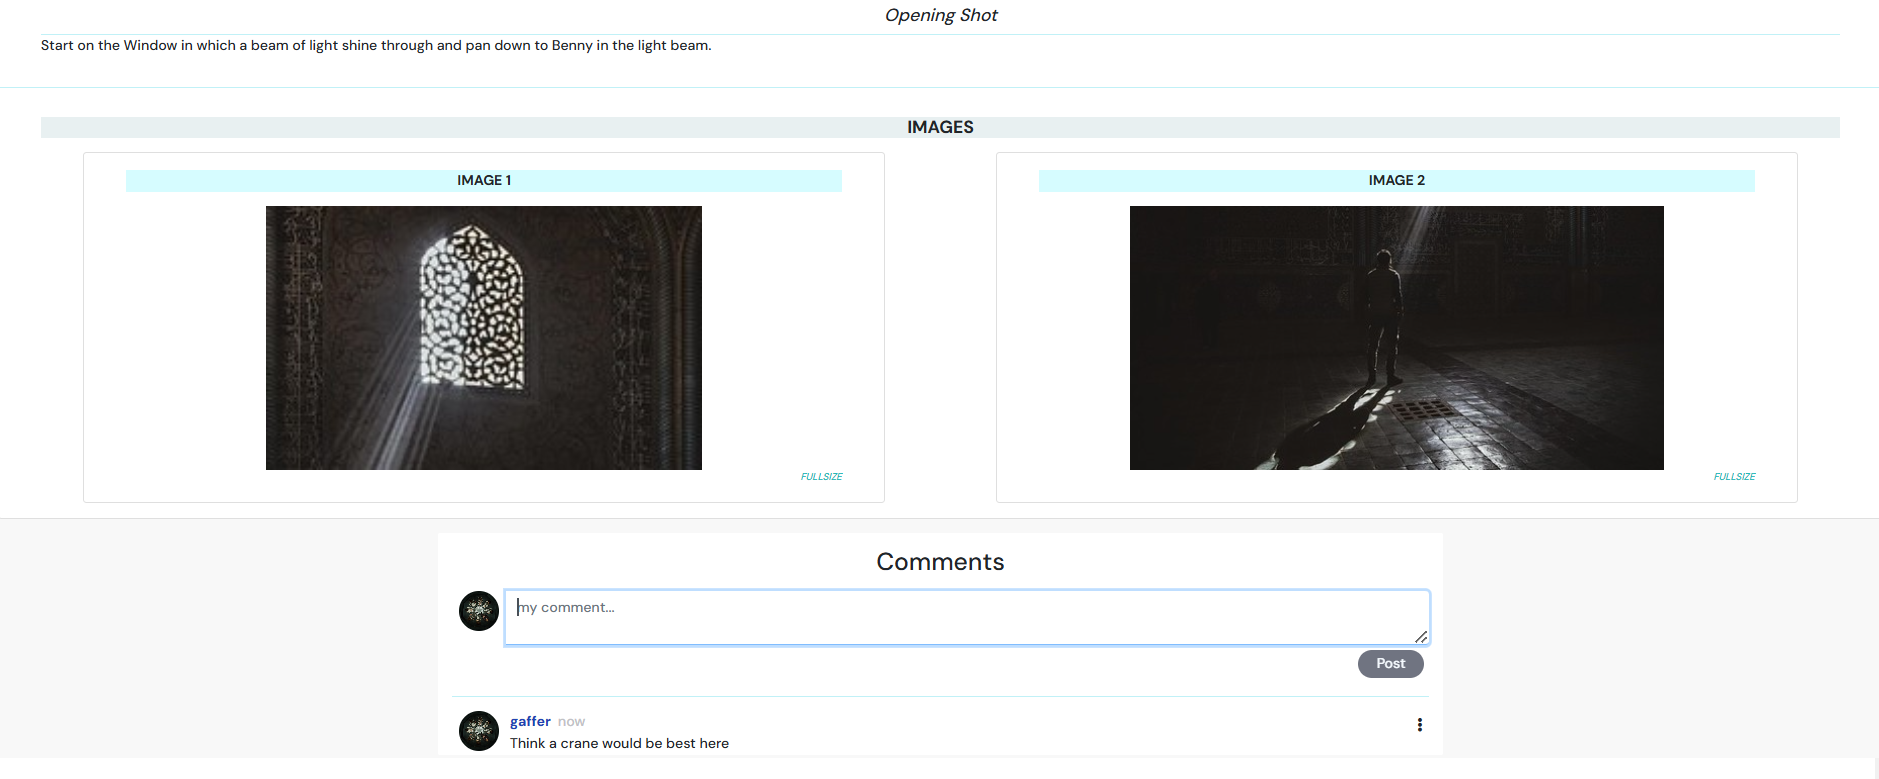 Opening Shot
Start on the Window in which a beam of light shine through and pan down to Benny in the light beam.
IMAGES
IMAGE 1
IMAGE 2
FULLSIZE
FULLSIZE
Comments
my comment...
Post
gaffer now
Think a crane would be best here